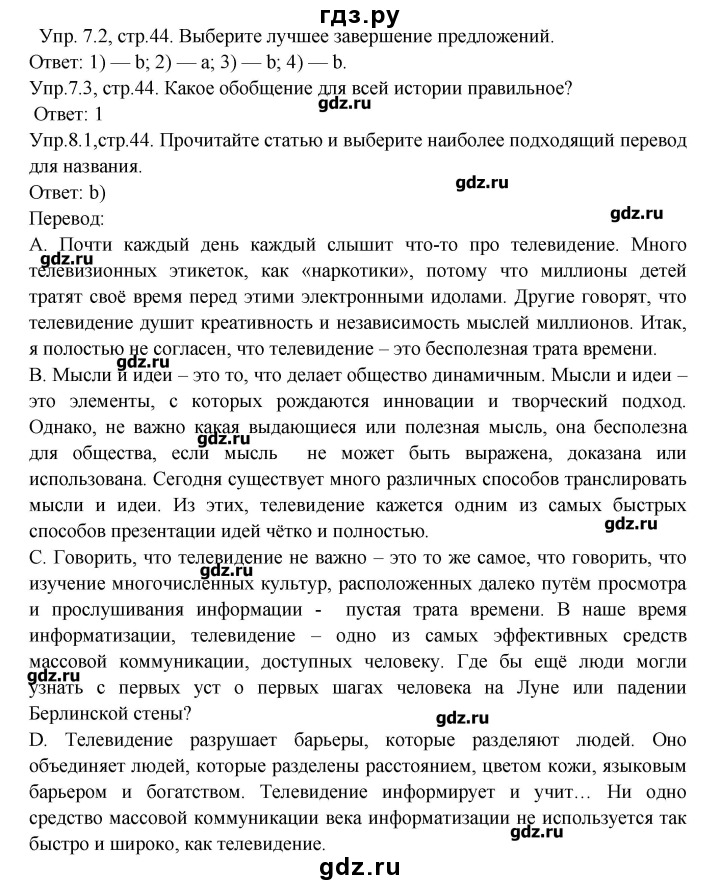 гдз.ру
Упр. 7.2, стр.44. Выберите лучшее завершение предложений.
Ответ: 1) — b; 2) — a; 3) — b; 4) — b.
Упр.7.3, стр.44. Какое обобщение для всей истории правильное?
gdz.ru
Ответ: 1
Упр.8.1,стр.44. Прочитайте статью и выберите наиболее подходящий перевод
для названия.
gdz.ru
Ответ: b)
gdz.ru
Перевод:
A. Почти каждый день каждый слышит что-то про телевидение. Много
gdz.ru
телевизионных этикеток, как «наркотики», потому что миллионы детей
тратят своё время перед этими электронными идолами. Другие говорят, что
телевидение душит креативность и независимость мыслей миллионов. Итак,
я полостью не согласен, что телевидение – это бесполезная трата времени.
gdz.ru
B. Мысли и идеи – это то, что делает общество динамичным. Мысли и идеи –
это элементы, с которых рождаются инновации и творческий подход.
Однако, не важно какая выдающиеся или полезная мысль, она бесполезна
gdz.ru
для общества, если мысль не может быть выражена, доказана или
использована. Сегодня существует много различных способов транслировать
мысли и идеи. Из этих, телевидение кажется одним из самых быстрых
gdz.ru
способов презентации идей чётко и полностью.
C. Говорить, что телевидение не важно – это то же самое, что говорить, что
gdz.ru
изучение многочисленных культур, расположенных далеко путём просмотра
и прослушивания информации - пустая трата времени. В наше время
информатизации, телевидение – одно из самых эффективных средств
массовой коммуникации, доступных человеку. Где бы ещё люди могли
gdz.ru
узнать с первых уст о первых шагах человека на Луне или падении
Берлинской стены?
gdz.ru
D. Телевидение разрушает барьеры, которые разделяют людей. Оно
объединяет людей, которые разделены расстоянием, цветом кожи, языковым
барьером и богатством. Телевидение информирует и учит… Ни одно
средство массовой коммуникации века информатизации не используется так
быстро и широко, как телевидение.
gdz.ru